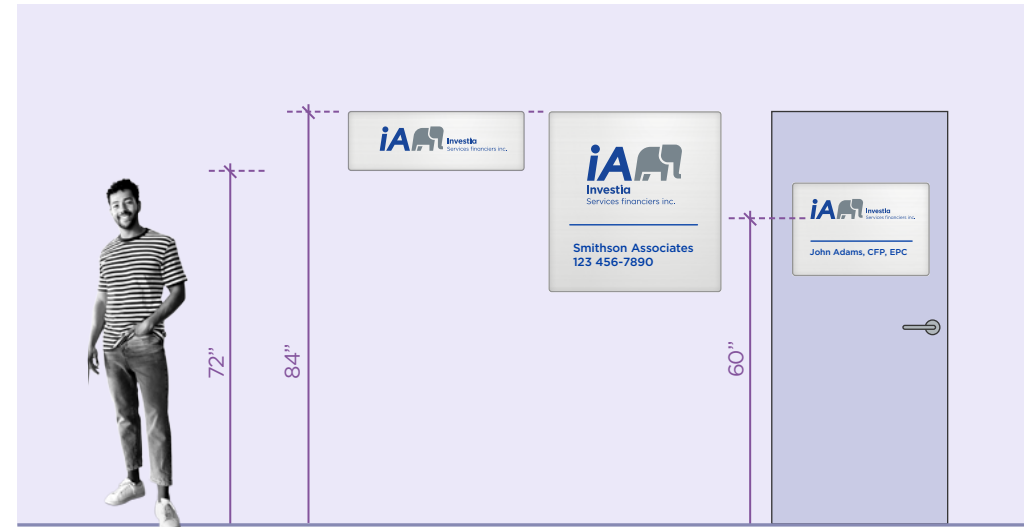 72”
84”
iA
Investia
Services financiers inc.
iA
Investia
Services financiers inc.
Smithson Associates
123 456-7890
60”
iA
Investia
Services financiers inc.
John Adams, CFP, EPC